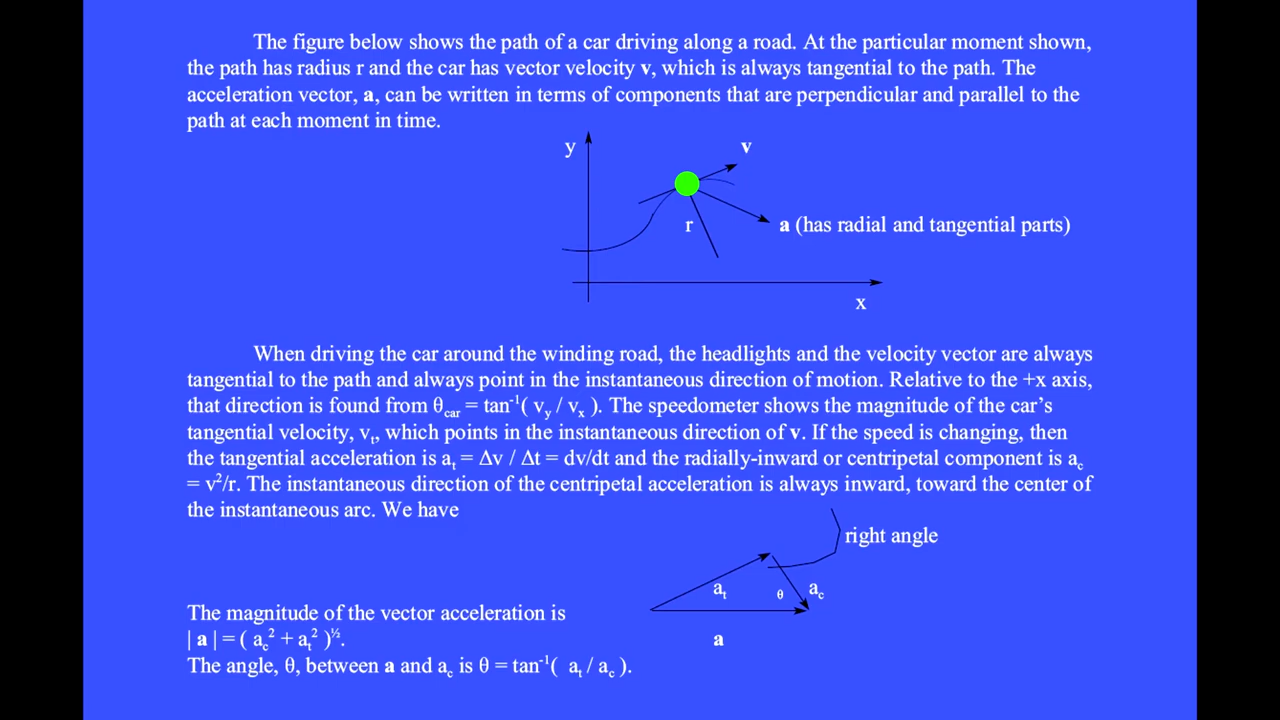 The figure below shows the path of a car driving along a road. At the particular moment shown,
the path has radius r and the car has vector velocity v, which is always tangential to the path. The
acceleration vector, a, can be written in terms of components that are perpendicular and parallel to the
path at each moment in time.
y
v
r
a (has radial and tangential parts)
x
When driving the car around the winding road, the headlights and the velocity vector are always
tangential to the path and always point in the instantaneous direction of motion. Relative to the +x axis,
that direction is found from θcar = tan⁻¹( vy / vx ). The speedometer shows the magnitude of the car’s
tangential velocity, vt, which points in the instantaneous direction of v. If the speed is changing, then
the tangential acceleration is at = Δv / Δt = dv/dt and the radially-inward or centripetal component is ac
= v²/r. The instantaneous direction of the centripetal acceleration is always inward, toward the center of
the instantaneous arc. We have
right angle
at
θ
ac
a
The magnitude of the vector acceleration is
| a | = ( ac² + at² )^½.
The angle, θ, between a and ac is θ = tan⁻¹( at / ac ).